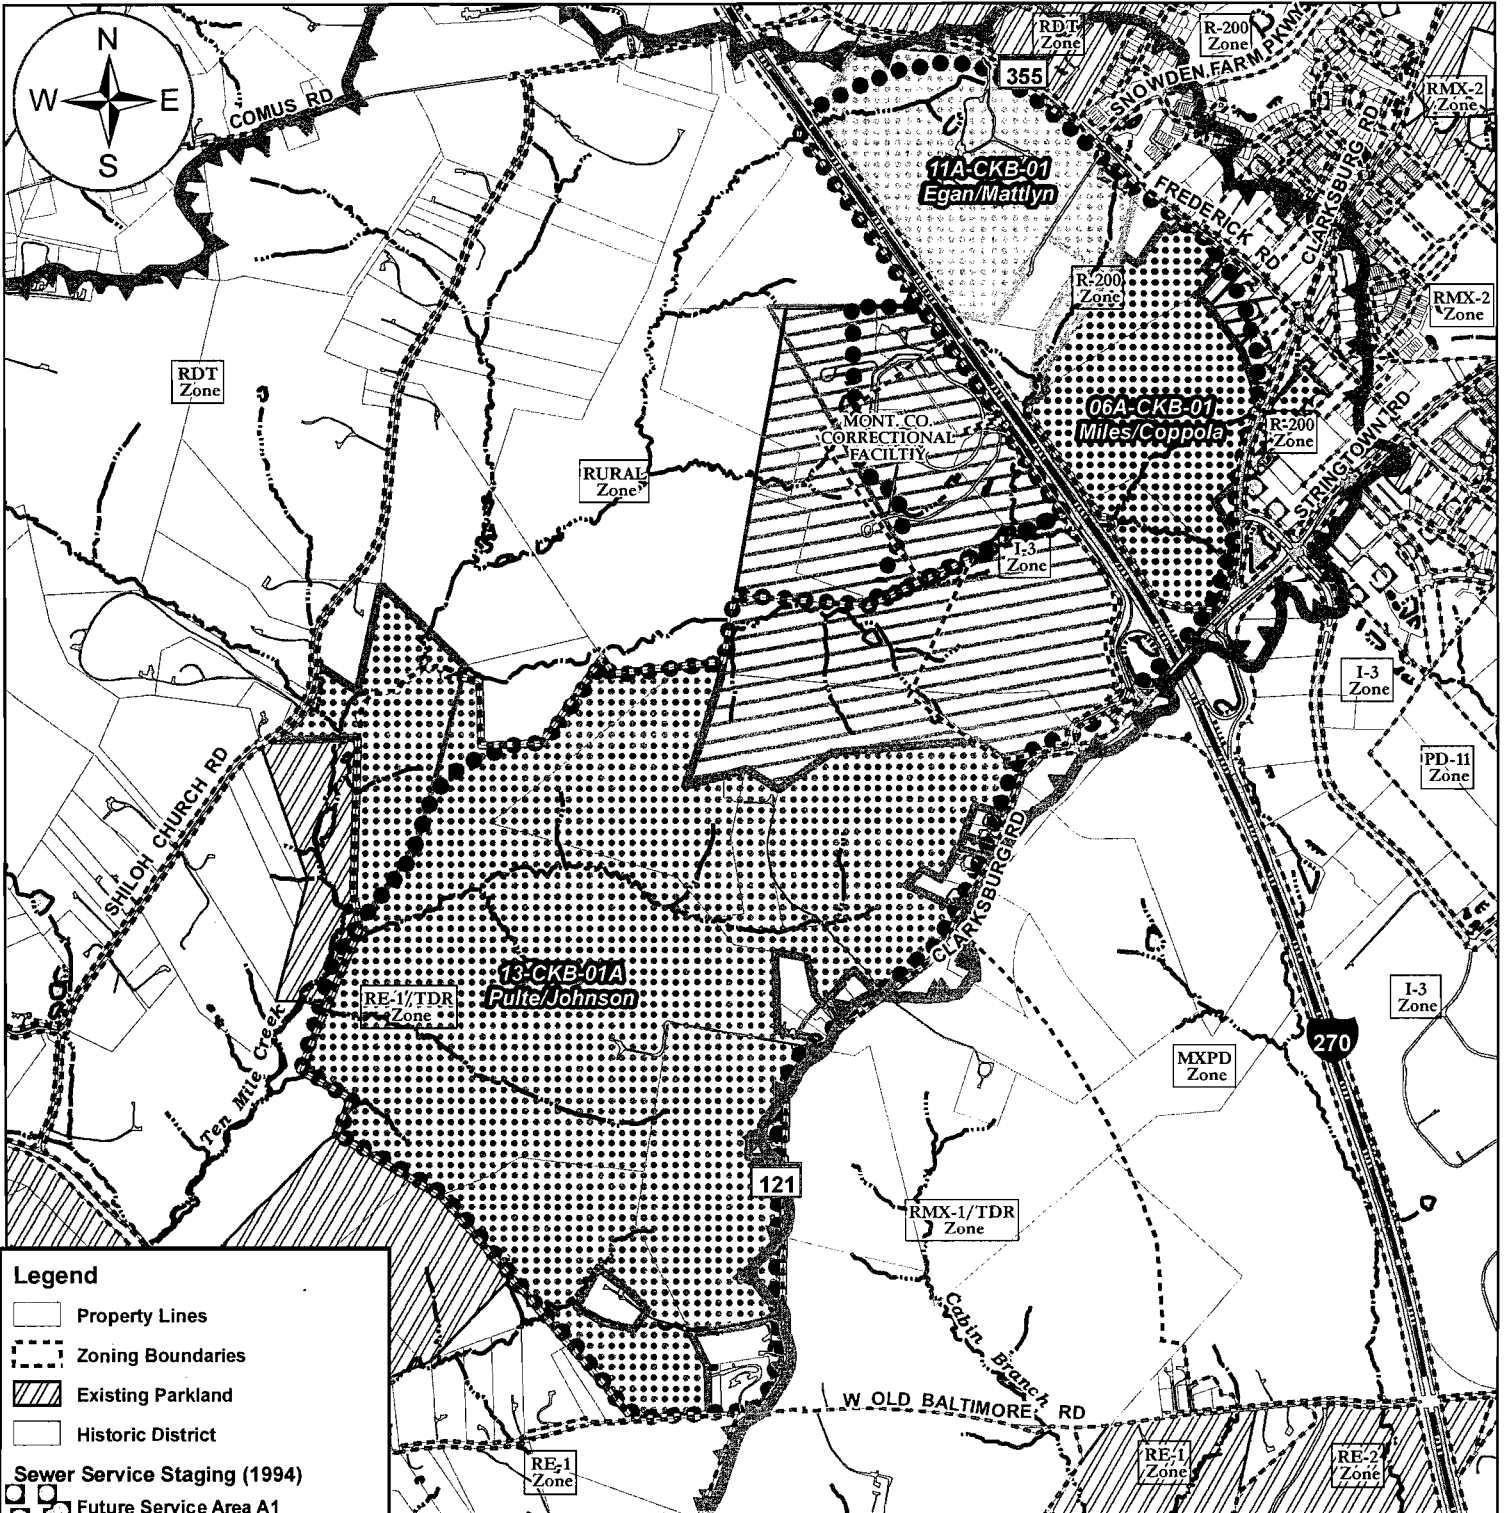 N
W
E
S
COMUS RD
355
RDT
Zone
R-200
Zone
SNOWDEN FARM PKWY
RMX-2
Zone
CLARKSBURG RD
11A-CKB-01
Egan/Mattlyn
FREDERICK RD
R-200
Zone
RMX-2
Zone
RDT
Zone
06A-CKB-01
Miles/Coppola
R-200
Zone
STRINGTOWN RD
MONT. CO.
CORRECTIONAL
FACILTIY
RURAL
Zone
I-3
Zone
I-3
Zone
PD-11
Zone
SHILOH CHURCH RD
CLARKSBURG RD
13-CKB-01A
Pulte/Johnson
RE-1/TDR
Zone
I-3
Zone
270
MXPD
Zone
Ten Mile Creek
121
RMX-1/TDR
Zone
Cabin Branch
W OLD BALTIMORE RD
RE-1
Zone
RE-1
Zone
RE-2
Zone
Legend
Property Lines
Zoning Boundaries
Existing Parkland
Historic District
Sewer Service Staging (1994)
Future Service Area A1